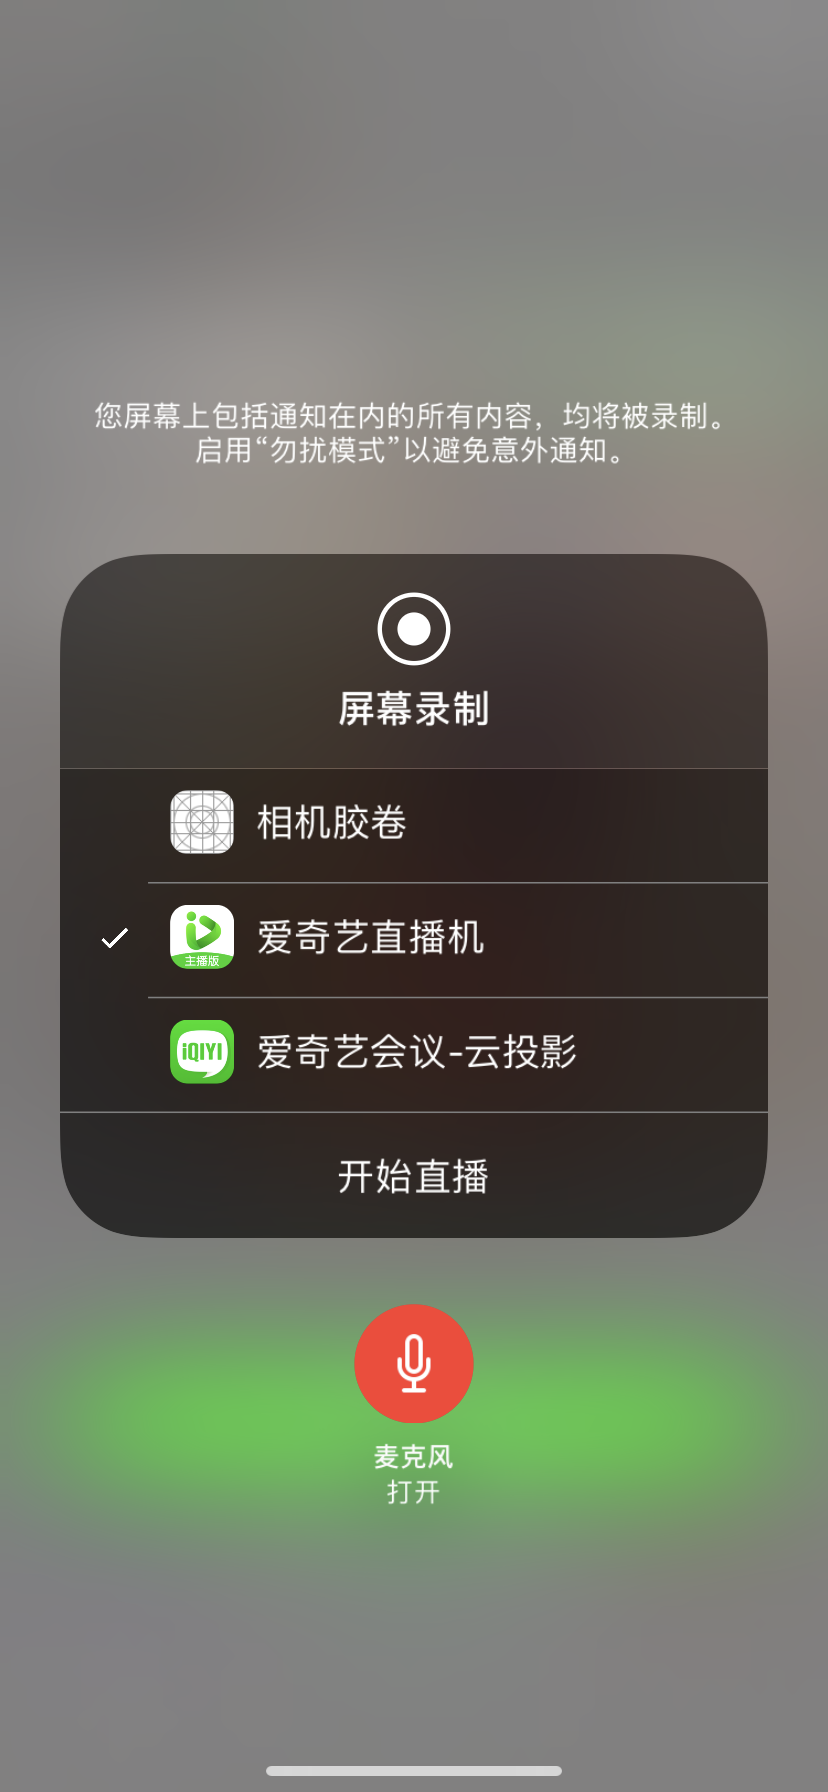 您屏幕上包括通知在内的所有内容，均将被录制。
启用“勿扰模式”以避免意外通知。
屏幕录制
相机胶卷
主播版
爱奇艺直播机
iQIYI
爱奇艺会议-云投影
开始直播
麦克风
打开